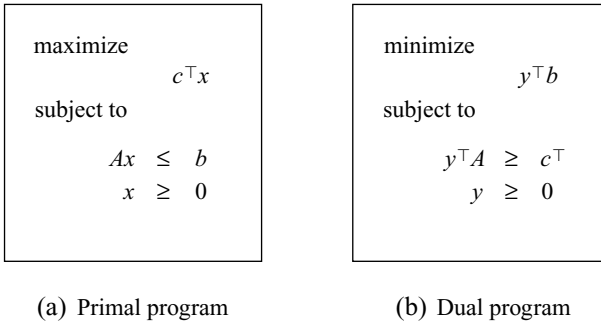 maximize
c⊤x
subject to
Ax ≤ b
x ≥ 0
(a) Primal program
minimize
y⊤b
subject to
y⊤A ≥ c⊤
y ≥ 0
(b) Dual program